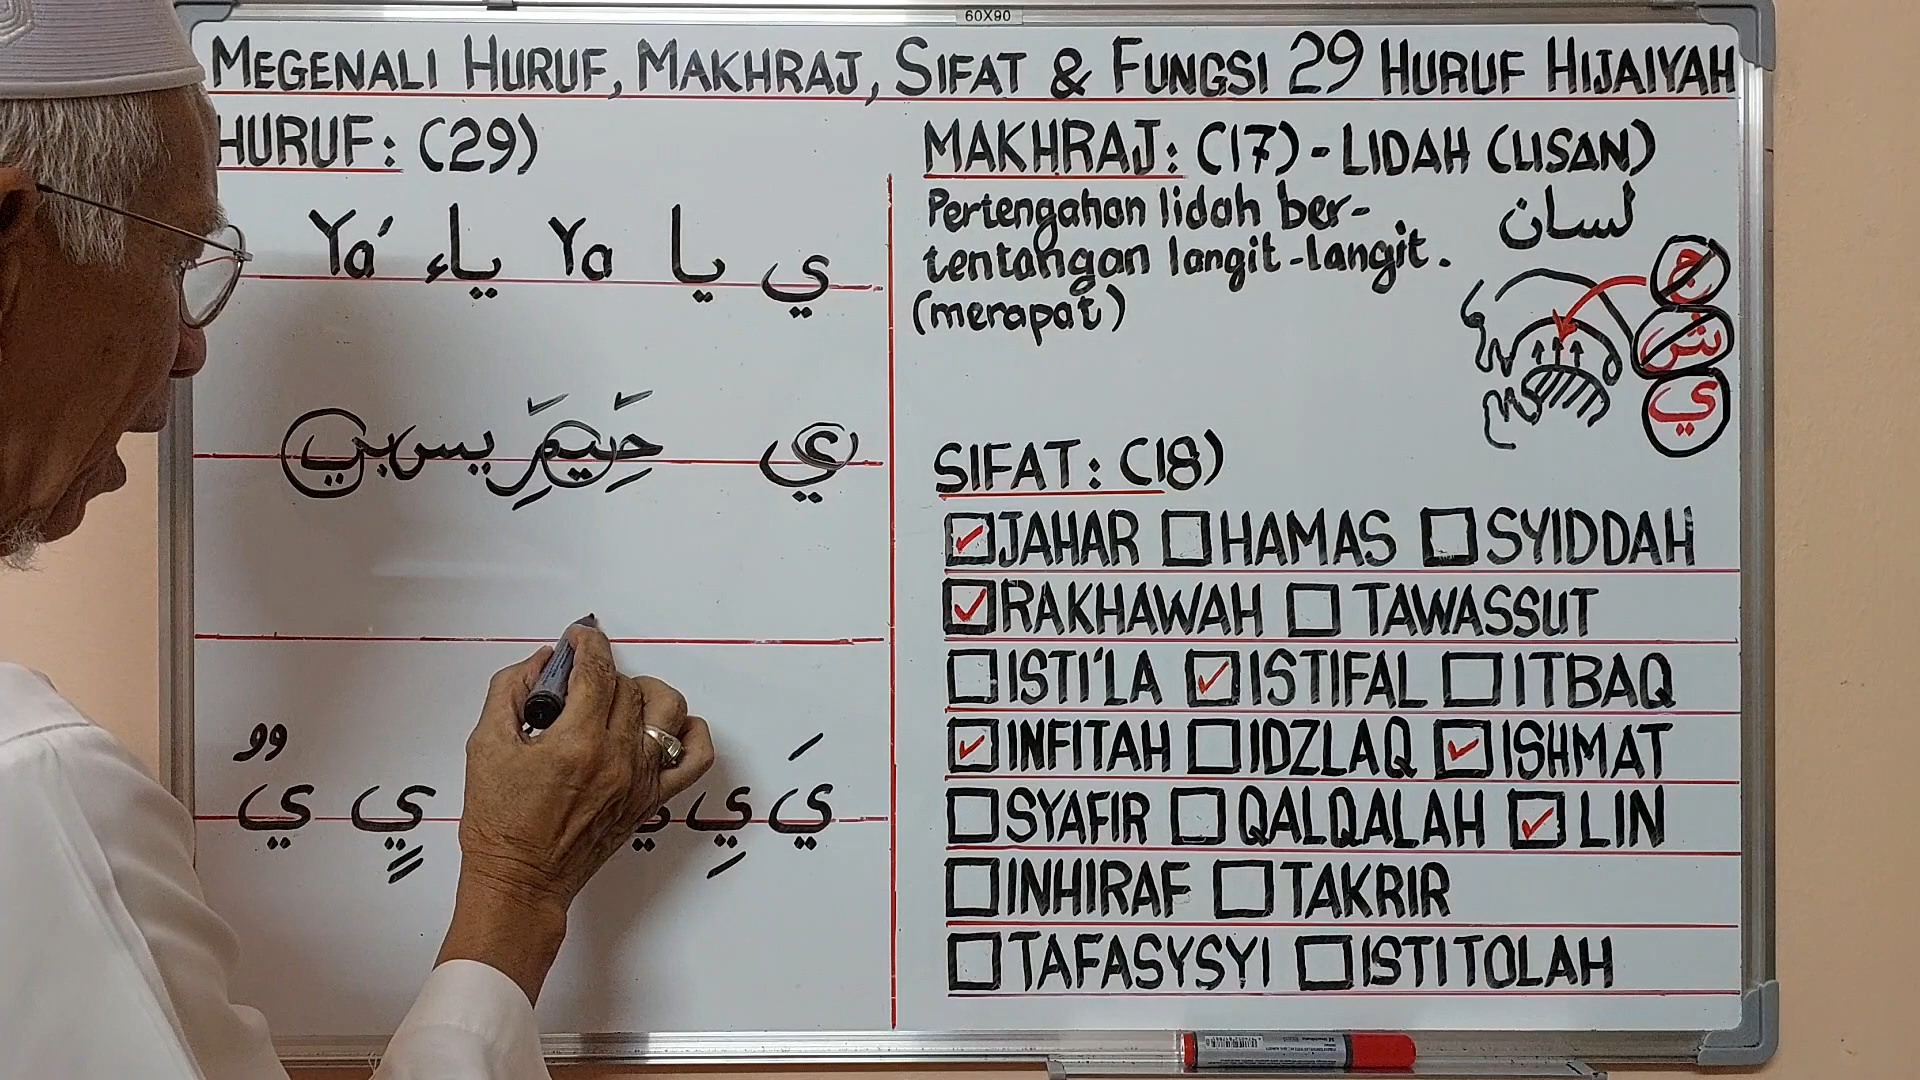 60X90
MEGENALI HURUF, MAKHRAJ, SIFAT & FUNGSI 29 HURUF HIJAIYAH
HURUF: (29)
ي يا Ya ياء Ya'
ي
MAKHRAJ: (17) - LIDAH (LISAN)
Pertengahan lidah ber-
tentangan langit-langit.
(merapat)
لسان
ج
ش
ي
SIFAT: (18)
JAHAR HAMAS SYIDDAH
RAKHAWAH TAWASSUT
ISTI'LA ISTIFAL ITBAQ
INFITAH IDZLAQ ISHMAT
SYAFIR QALQALAH LIN
INHIRAF TAKRIR
TAFASYSYI ISTITOLAH
يَ يِ ي يٍ يٌ